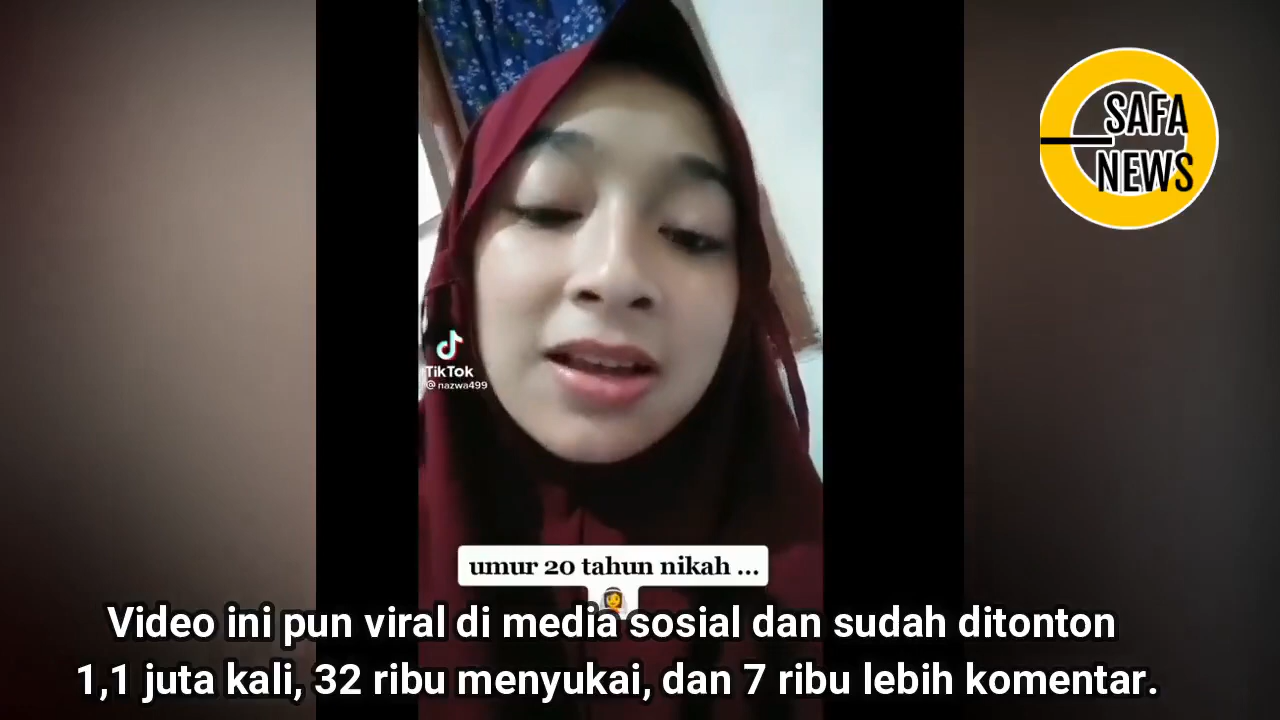 SAFA
NEWS
TikTok
@nazwa499
umur 20 tahun nikah ...
Video ini pun viral di media sosial dan sudah ditonton
1,1 juta kali, 32 ribu menyukai, dan 7 ribu lebih komentar.